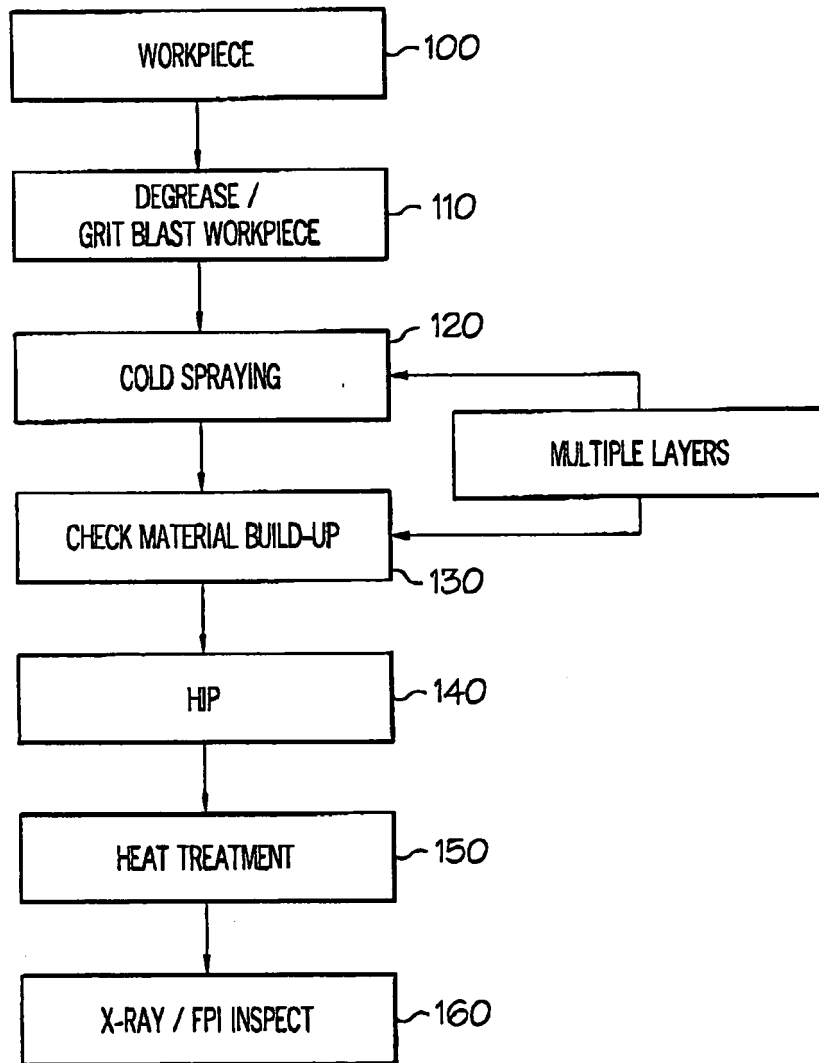 WORKPIECE
100
DEGREASE /
GRIT BLAST WORKPIECE
110
120
COLD SPRAYING
MULTIPLE LAYERS
CHECK MATERIAL BUILD-UP
130
HIP
140
HEAT TREATMENT
150
X-RAY / FPI INSPECT
160